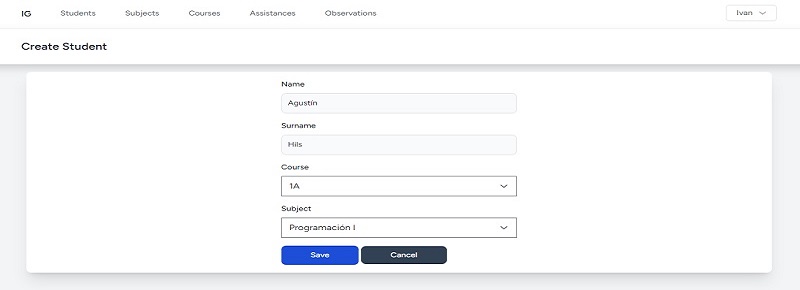 IG Students Subjects Courses Assistances Observations Ivan
Create Student
Name
Agustín
Surname
Hils
Course
1A
Subject
Programación I
Save Cancel